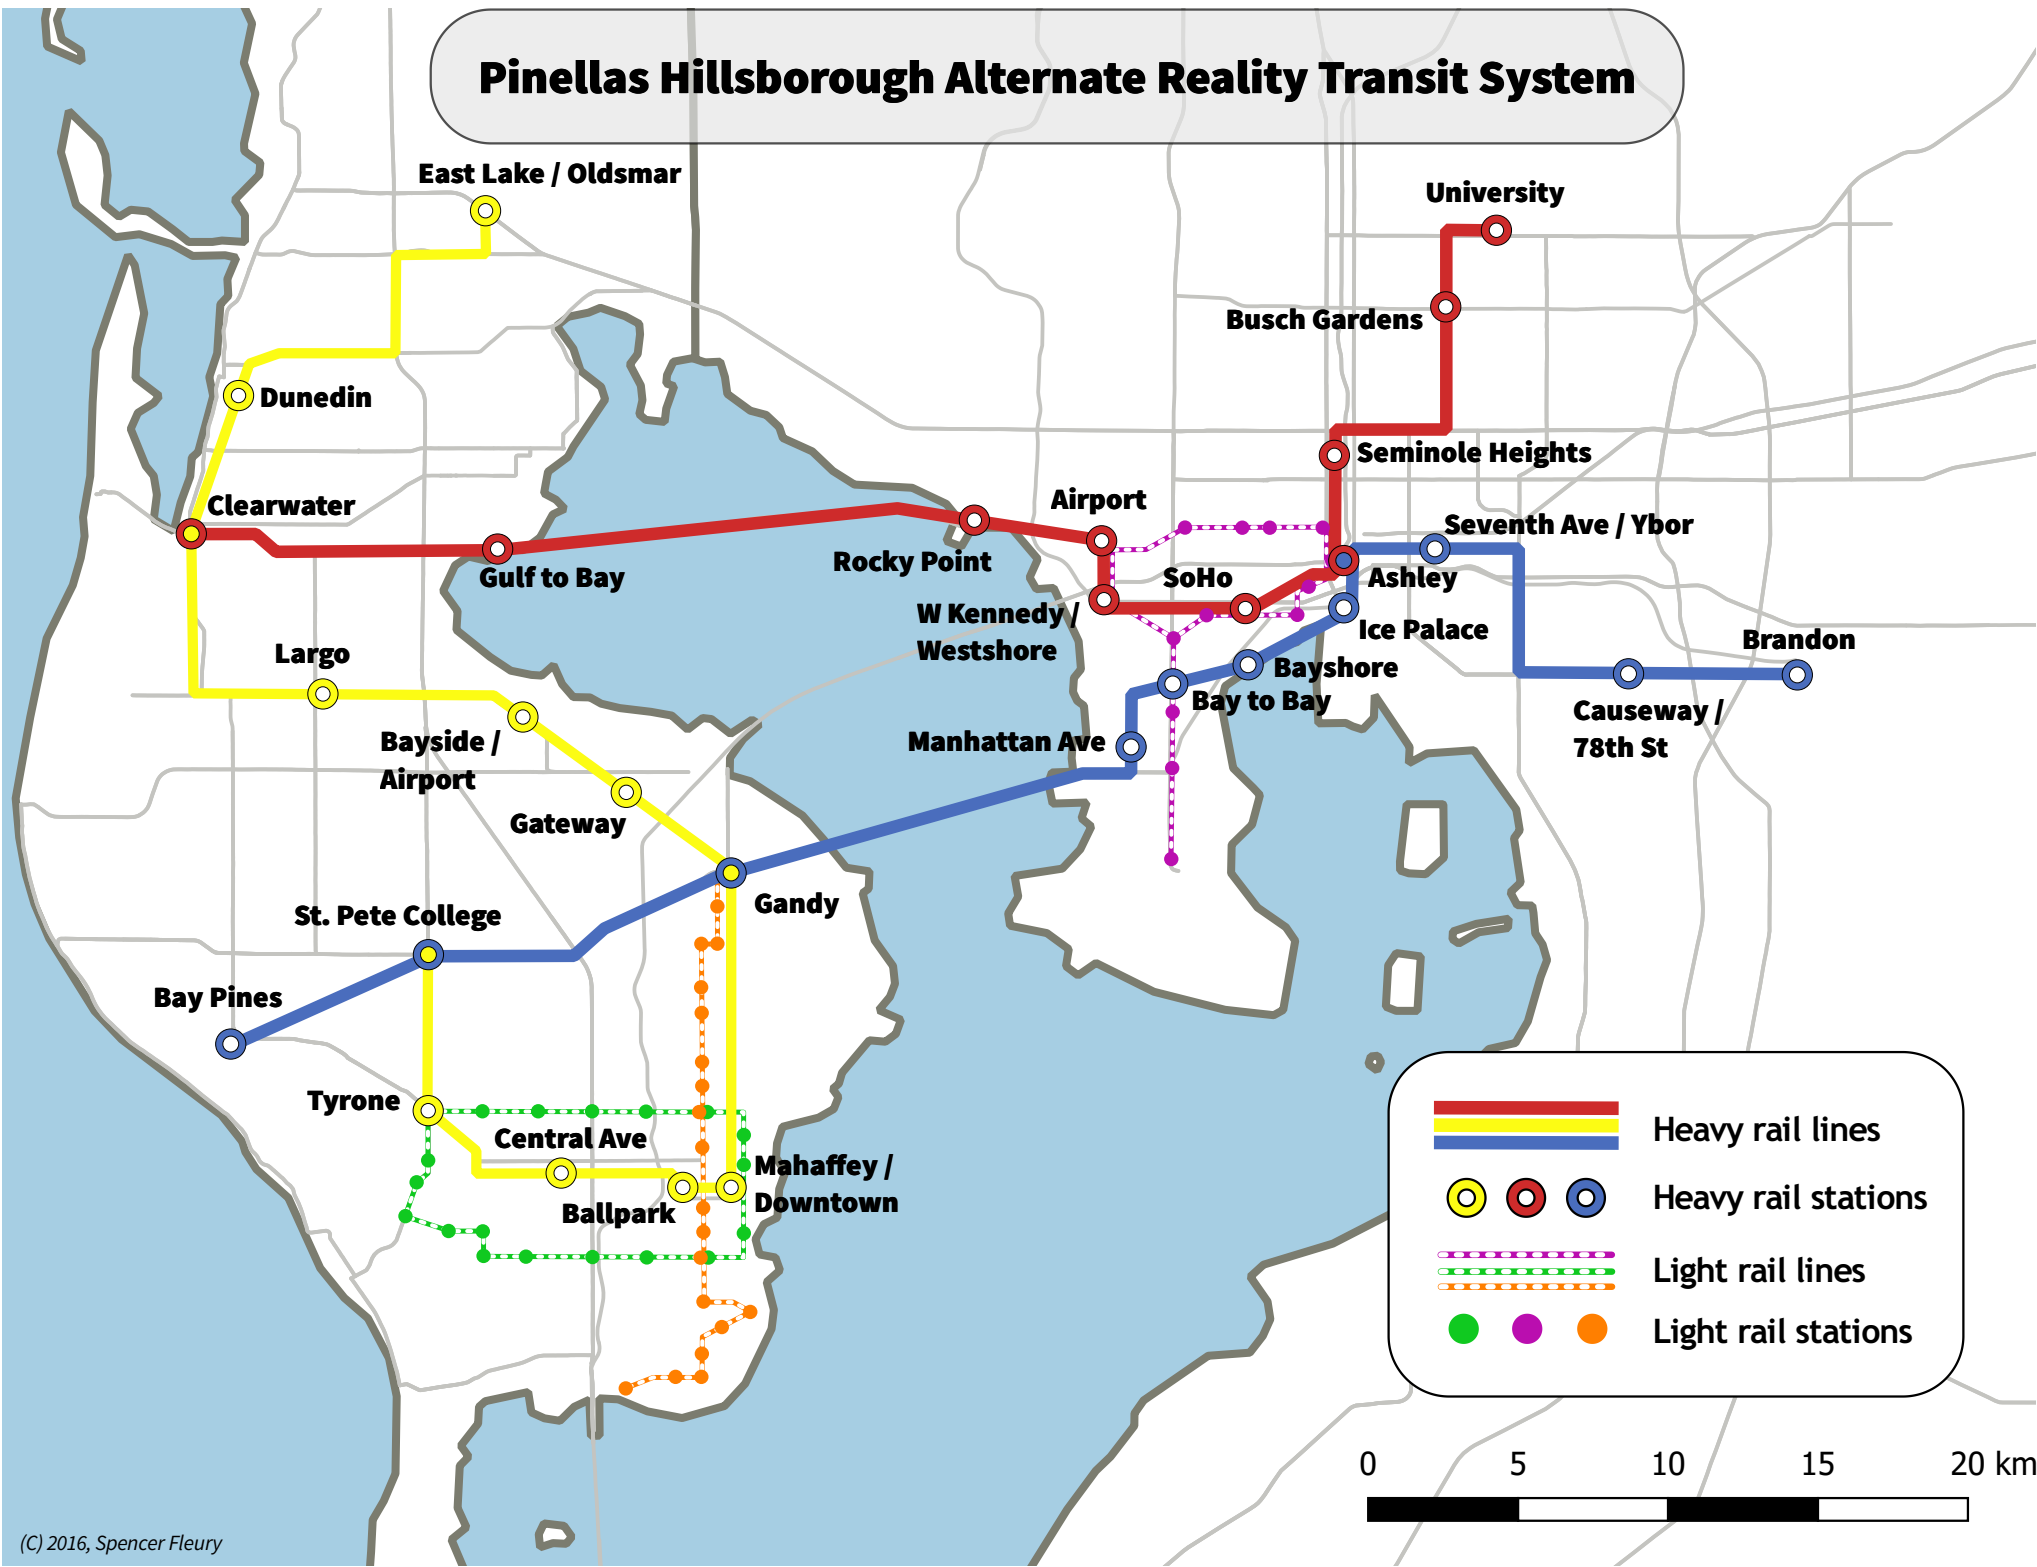 Pinellas Hillsborough Alternate Reality Transit System
East Lake / Oldsmar
University
Busch Gardens
Dunedin
Seminole Heights
Clearwater
Airport
Seventh Ave / Ybor
Gulf to Bay
Rocky Point
SoHo
Ashley
W Kennedy /
Westshore
Ice Palace
Brandon
Largo
Bayshore
Bay to Bay
Causeway /
78th St
Bayside /
Airport
Manhattan Ave
Gateway
Gandy
St. Pete College
Bay Pines
Tyrone
Central Ave
Mahaffey /
Downtown
Ballpark
Heavy rail lines
Heavy rail stations
Light rail lines
Light rail stations
0 5 10 15 20 km
(C) 2016, Spencer Fleury